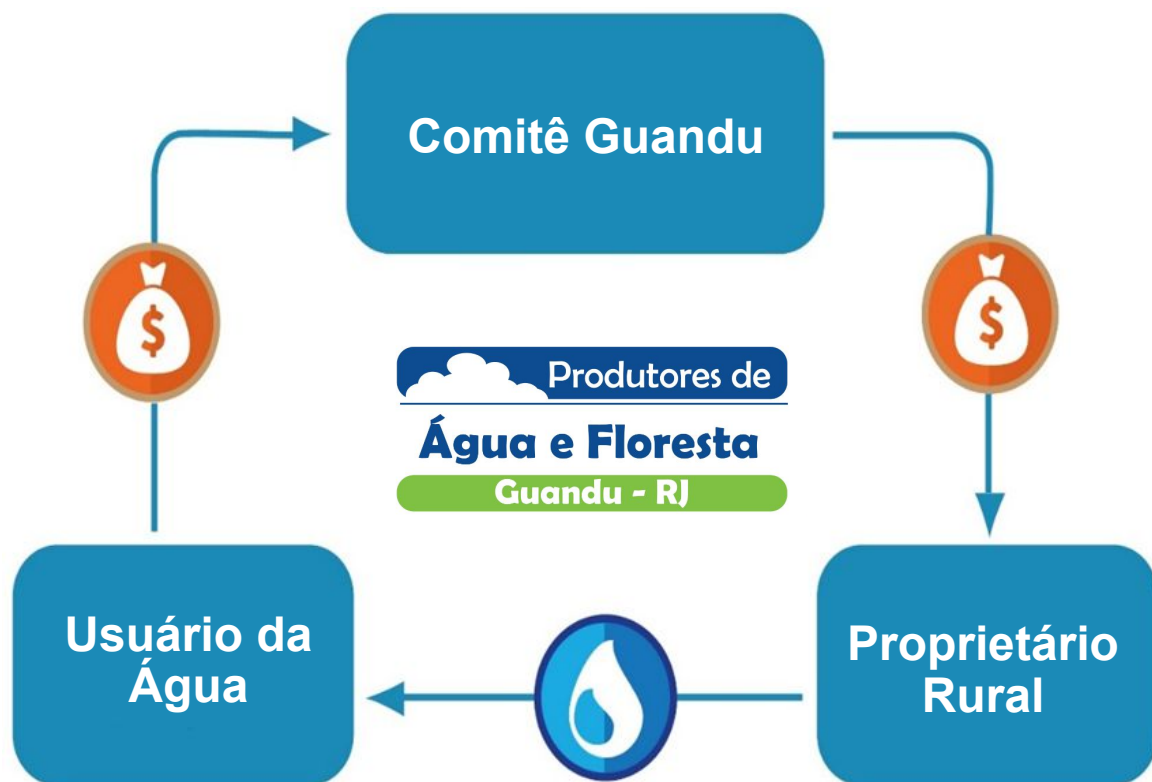 Comitê Guandu
$
$
Produtores de
Água e Floresta
Guandu - RJ
Usuário da
Água
Proprietário
Rural